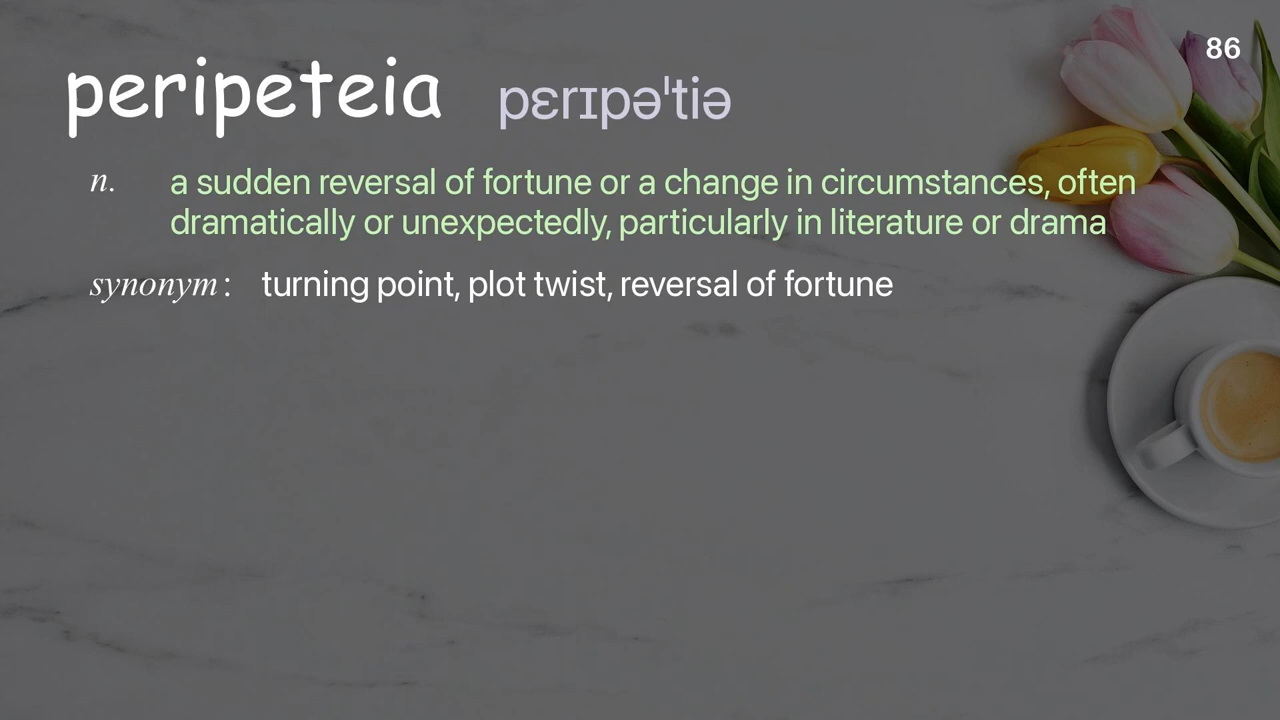 86
peripeteia pɛrɪpəˈtiə
n. a sudden reversal of fortune or a change in circumstances, often
dramatically or unexpectedly, particularly in literature or drama
synonym : turning point, plot twist, reversal of fortune